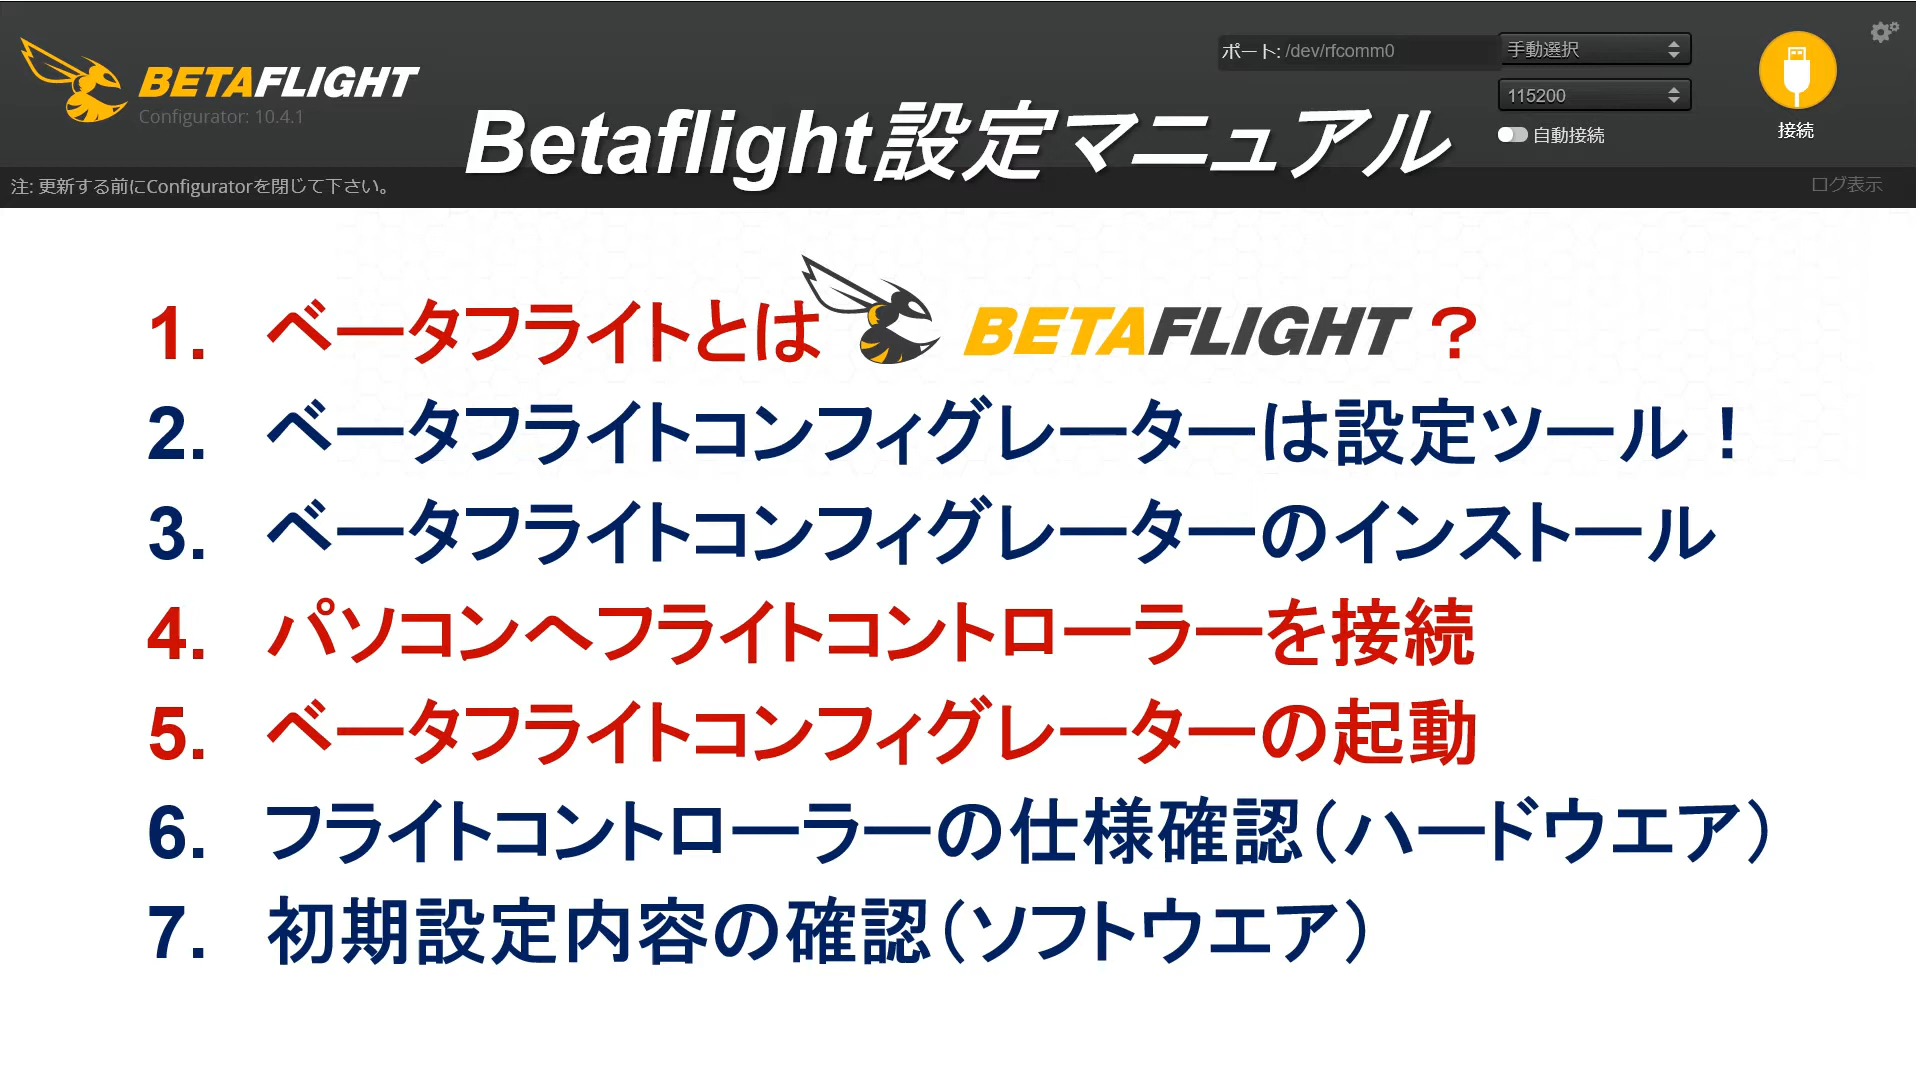 BETAFLIGHT
Configurator: 10.4.1
ポート: /dev/rfcomm0
手動選択
115200
自動接続
接続
Betaflight設定マニュアル
注: 更新する前にConfiguratorを閉じて下さい。
ログ表示
1. ベータフライトとは BETAFLIGHT ？
2. ベータフライトコンフィグレーターは設定ツール！
3. ベータフライトコンフィグレーターのインストール
4. パソコンへフライトコントローラーを接続
5. ベータフライトコンフィグレーターの起動
6. フライトコントローラーの仕様確認（ハードウエア）
7. 初期設定内容の確認（ソフトウエア）